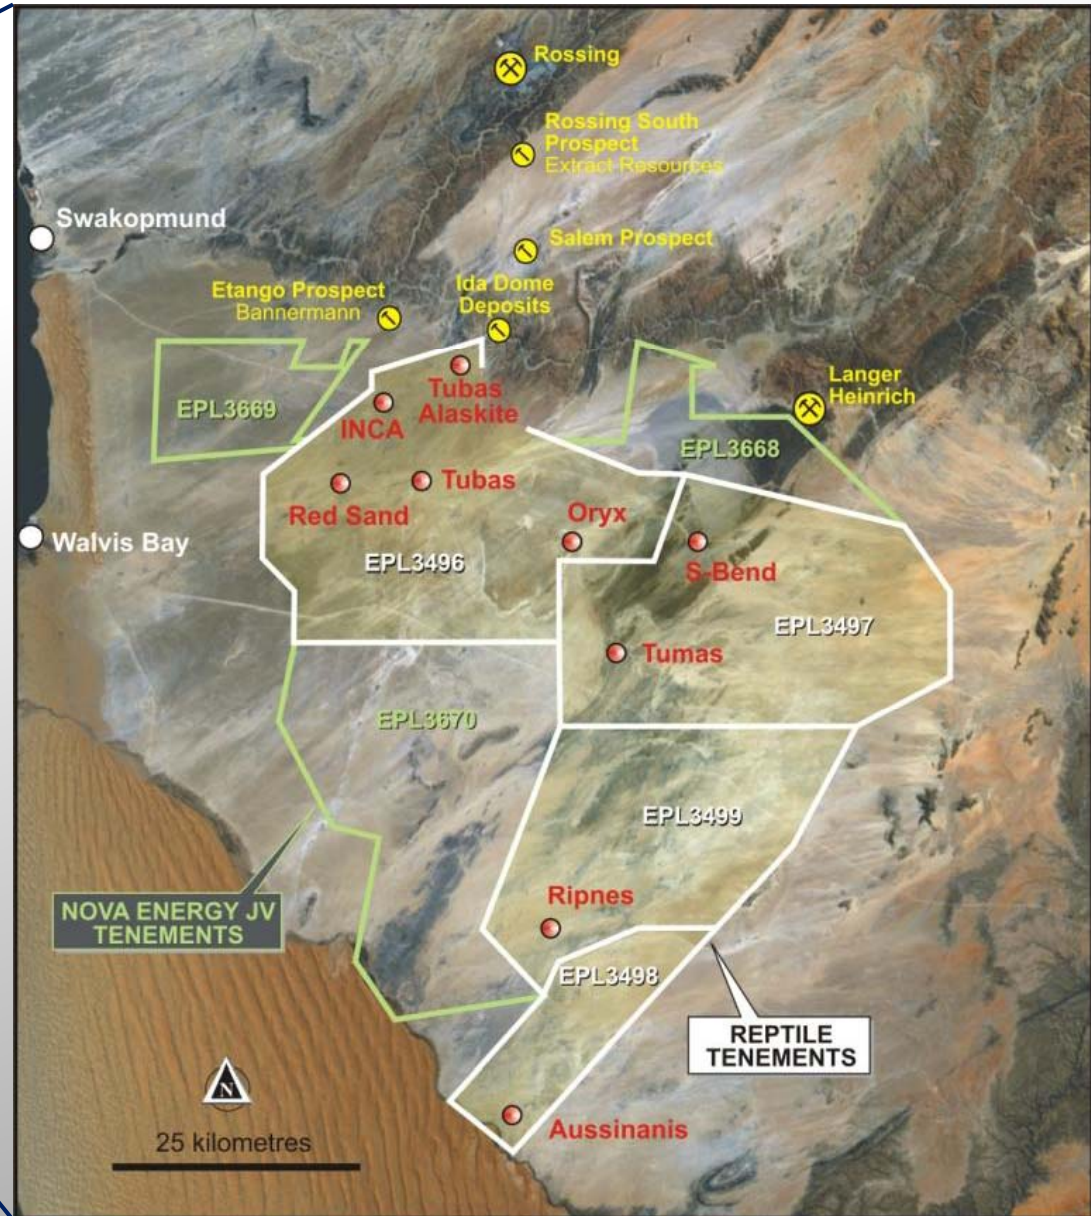 Rossing
Rossing South
Prospect
Extract Resources
Swakopmund
Salem Prospect
Etango Prospect
Bannermann
Ida Dome
Deposits
Langer
Heinrich
EPL3669
Tubas
Alaskite
INCA
EPL3668
Tubas
Red Sand
Oryx
Walvis Bay
EPL3496
S-Bend
EPL3497
Tumas
EPL3670
EPL3499
Ripnes
NOVA ENERGY JV
TENEMENTS
EPL3498
REPTILE
TENEMENTS
N
25 kilometres
Aussinanis